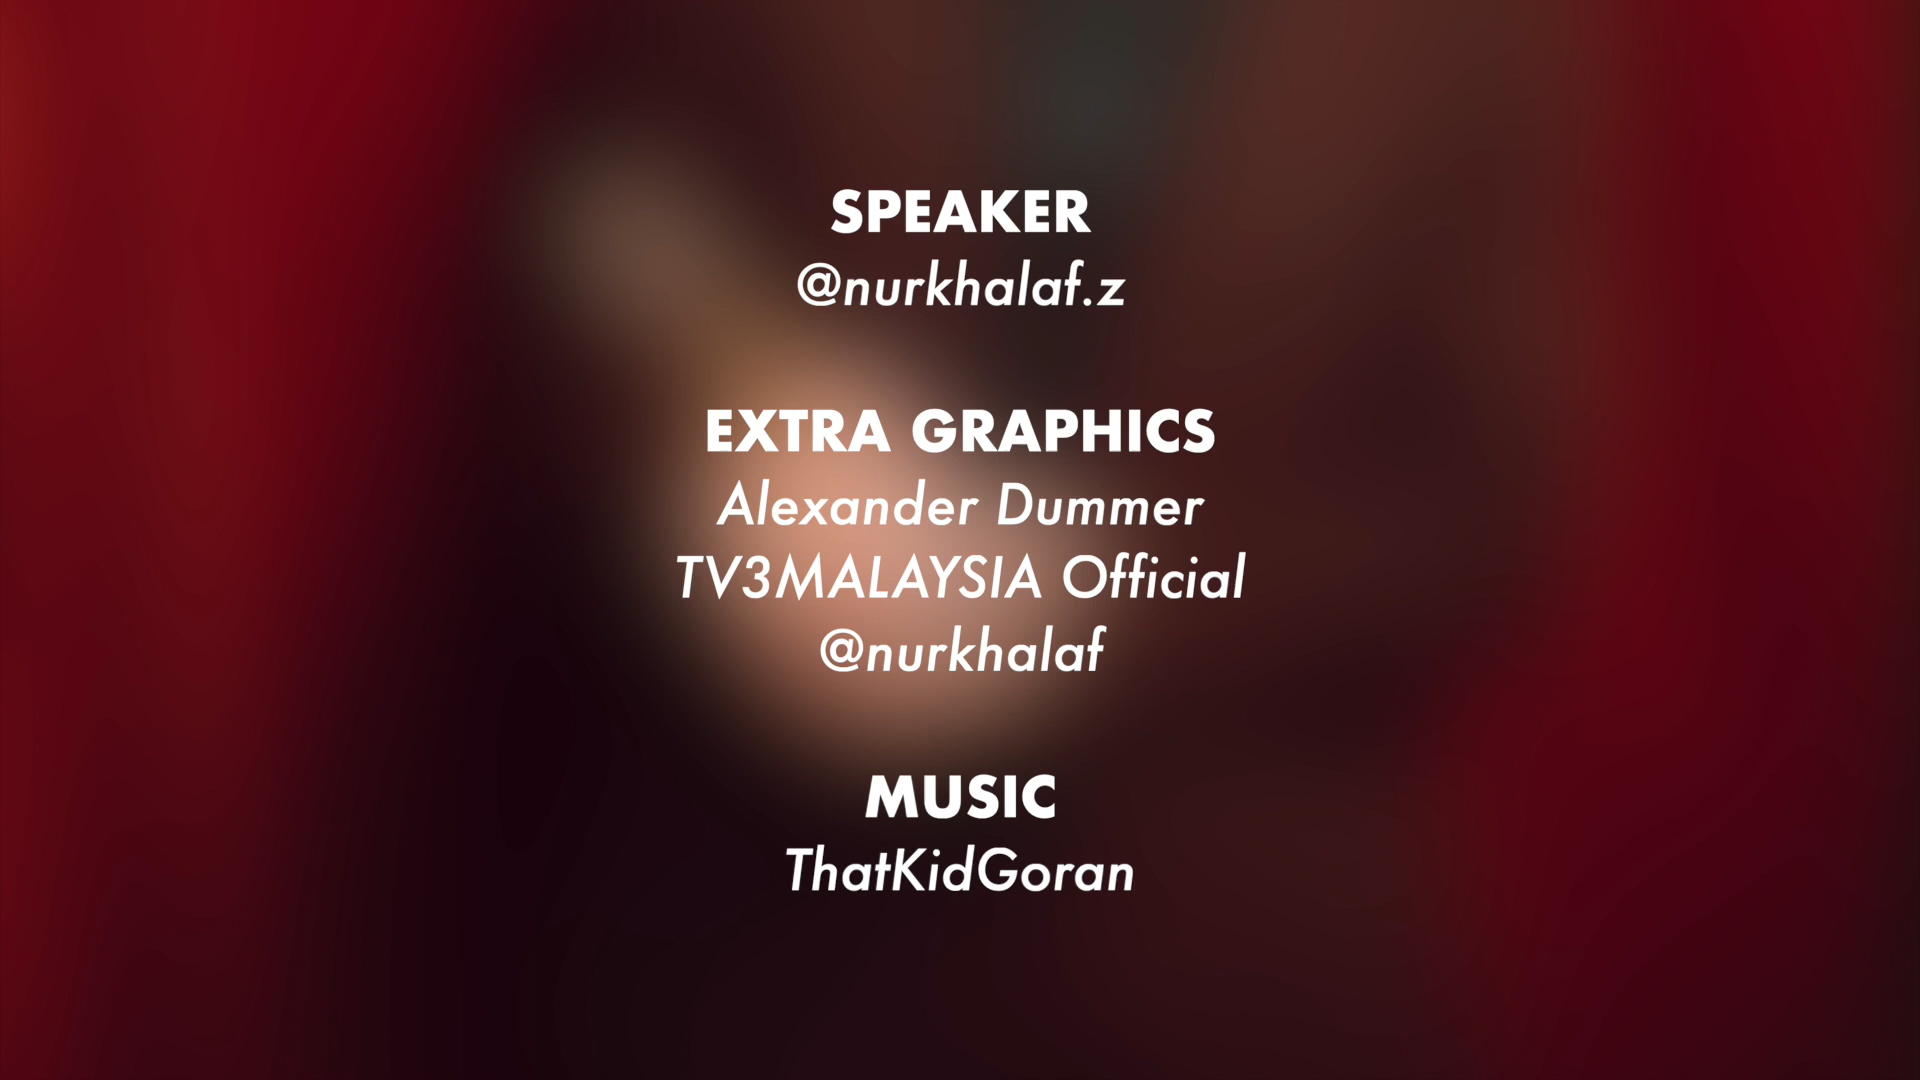 SPEAKER
@nurkhalaf.z
EXTRA GRAPHICS
Alexander Dummer
TV3MALAYSIA Official
@nurkhalaf
MUSIC
ThatKidGoran